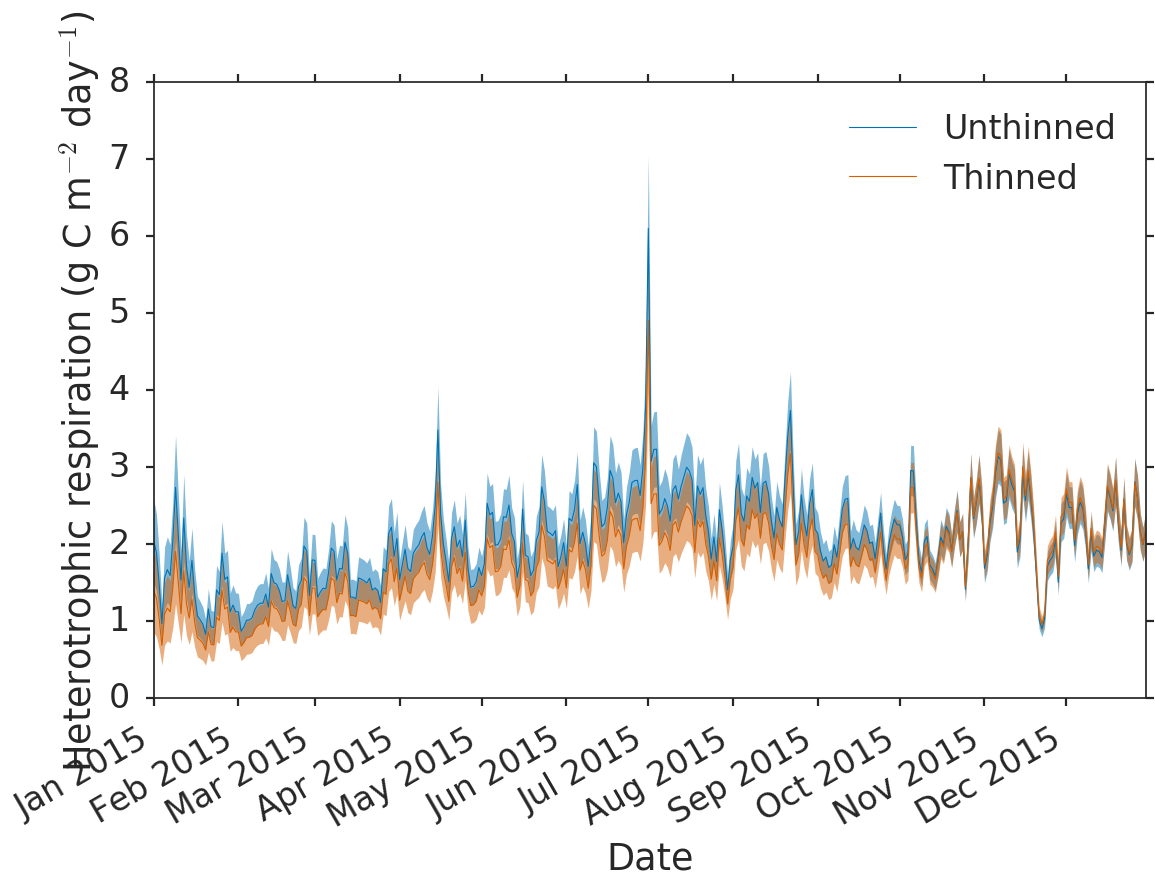 Heterotrophic respiration (g C m⁻² day⁻¹)
8
7
6
5
4
3
2
1
0
Unthinned
Thinned
Jan 2015
Feb 2015
Mar 2015
Apr 2015
May 2015
Jun 2015
Jul 2015
Aug 2015
Sep 2015
Oct 2015
Nov 2015
Dec 2015
Date